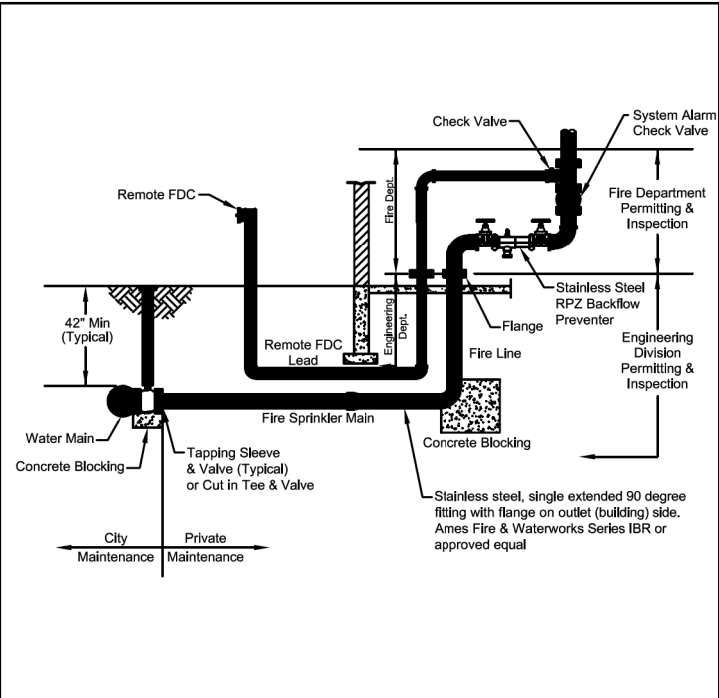 Check Valve
System Alarm
Check Valve
Remote FDC
Fire Dept.
Fire Department
Permitting &
Inspection
Stainless Steel
RPZ Backflow
Preventer
42" Min
(Typical)
Flange
Engineering
Dept.
Remote FDC
Lead
Fire Line
Engineering
Division
Permitting &
Inspection
Fire Sprinkler Main
Water Main
Concrete Blocking
Concrete Blocking
Tapping Sleeve
& Valve (Typical)
or Cut in Tee & Valve
Stainless steel, single extended 90 degree
fitting with flange on outlet (building) side.
Ames Fire & Waterworks Series IBR or
approved equal
City
Maintenance
Private
Maintenance